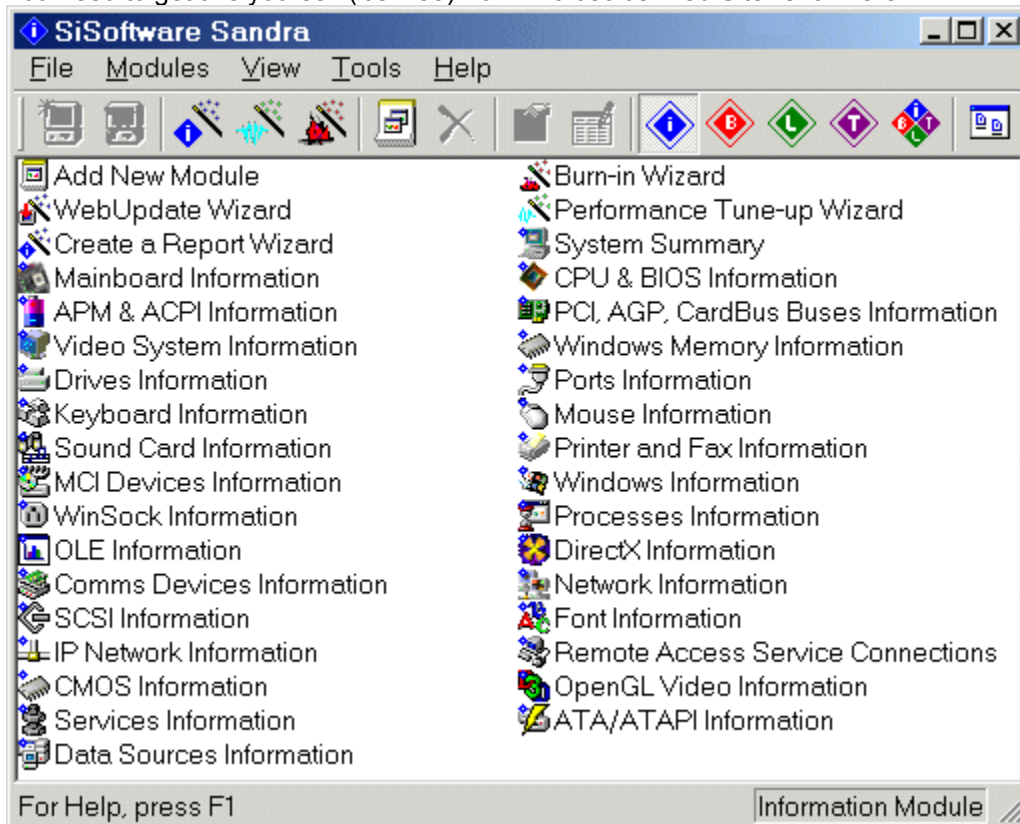 SiSoftware Sandra
File Modules View Tools Help
B L T B i T L
Add New Module Burn-in Wizard
WebUpdate Wizard Performance Tune-up Wizard
Create a Report Wizard System Summary
Mainboard Information CPU & BIOS Information
APM & ACPI Information PCI, AGP, CardBus Buses Information
Video System Information Windows Memory Information
Drives Information Ports Information
Keyboard Information Mouse Information
Sound Card Information Printer and Fax Information
MCI Devices Information Windows Information
WinSock Information Processes Information
OLE Information DirectX Information
Comms Devices Information Network Information
SCSI Information Font Information
IP Network Information Remote Access Service Connections
CMOS Information OpenGL Video Information
Services Information ATA/ATAPI Information
Data Sources Information
For Help, press F1 Information Module